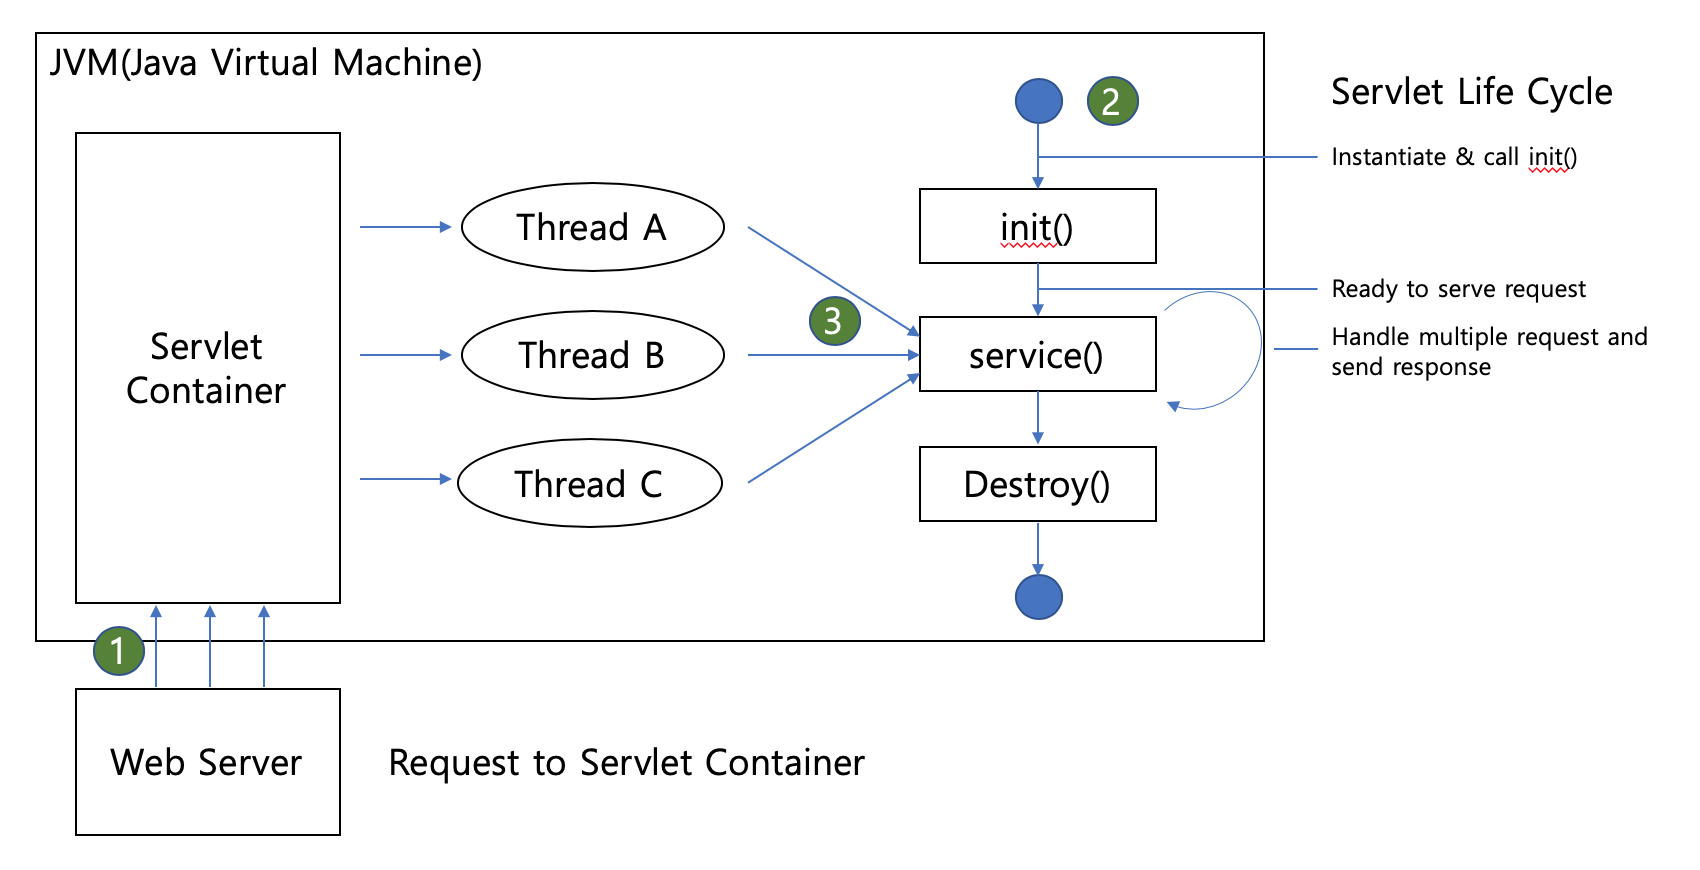 JVM(Java Virtual Machine)
2
Servlet Life Cycle
Instantiate & call init()
Thread A
init()
Ready to serve request
3
Servlet
Container
Thread B
service()
Handle multiple request and
send response
Thread C
Destroy()
1
Web Server
Request to Servlet Container